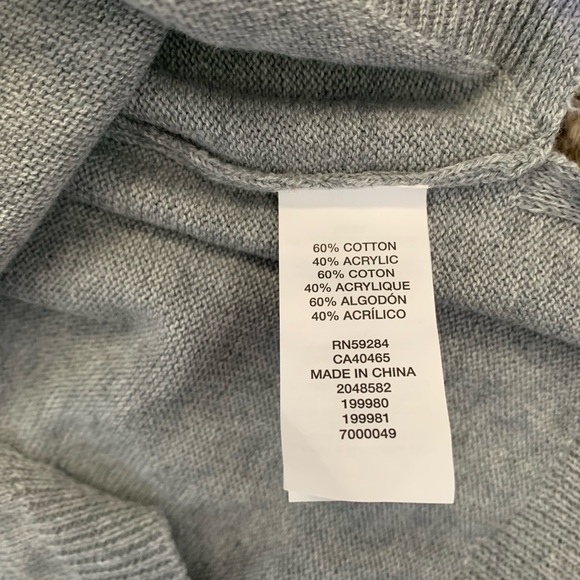 60% COTTON
40% ACRYLIC
60% COTON
40% ACRYLIQUE
60% ALGODÓN
40% ACRÍLICO
RN59284
CA40465
MADE IN CHINA
2048582
199980
199981
7000049